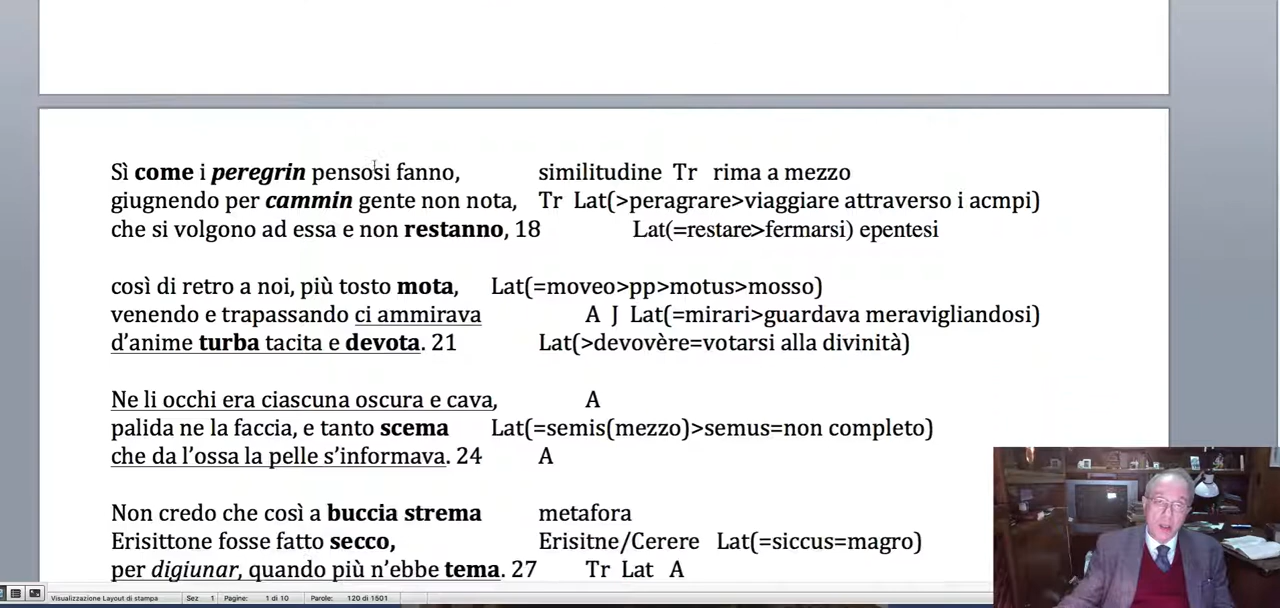 Sì come i peregrin pensosi fanno, similitudine Tr rima a mezzo
giugnendo per cammin gente non nota, Tr Lat(>peragrare>viaggiare attraverso i acmpi)
che si volgono ad essa e non restanno, 18 Lat(=restare>fermarsi) epentesi
così di retro a noi, più tosto mota, Lat(=moveo>pp>motus>mosso)
venendo e trapassando ci ammirava A J Lat(=mirari>guardava meravigliandosi)
d'anime turba tacita e devota. 21 Lat(>devovère=votarsi alla divinità)
Ne li occhi era ciascuna oscura e cava, A
palida ne la faccia, e tanto scema Lat(=semis(mezzo)>semus=non completo)
che da l'ossa la pelle s'informava. 24 A
Non credo che così a buccia strema metafora
Erisittone fosse fatto secco, Erisitne/Cerere Lat(=siccus=magro)
per digiunar, quando più n'ebbe tema. 27 Tr Lat A
Visualizzazione Layout di stampa Sez 1 Pagine: 1 di 10 Parole: 120 di 1501